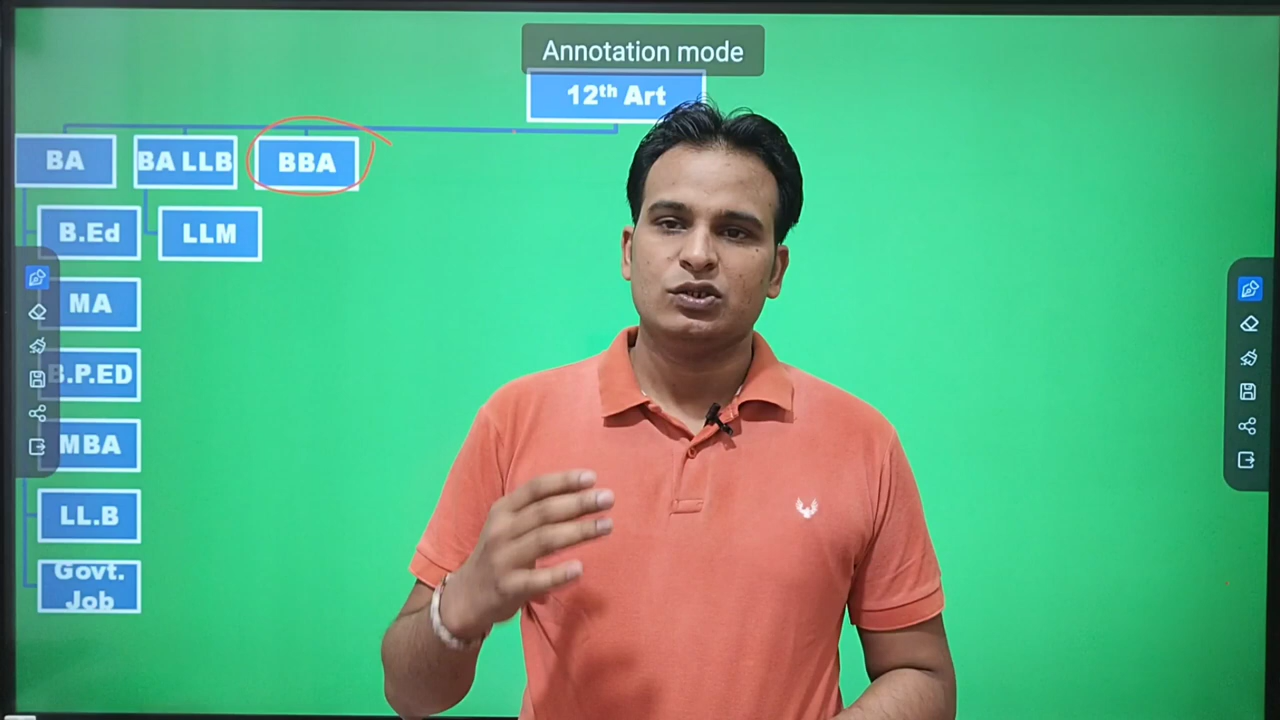 Annotation mode
12th Art
BA
BA LLB
BBA
B.Ed
LLM
MA
B.P.ED
MBA
LL.B
Govt.
Job